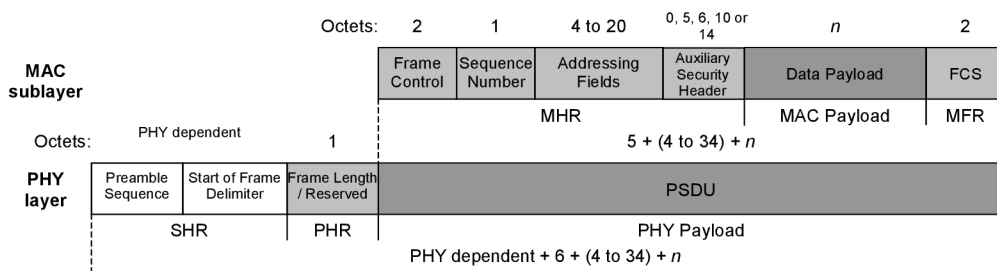 Octets: 2 1 4 to 20 0, 5, 6, 10 or 14 n 2
MAC sublayer
Frame Control
Sequence Number
Addressing Fields
Auxiliary Security Header
Data Payload
FCS
MHR MAC Payload MFR
Octets: PHY dependent 1 5 + (4 to 34) + n
PHY layer
Preamble Sequence
Start of Frame Delimiter
Frame Length / Reserved
PSDU
SHR PHR PHY Payload
PHY dependent + 6 + (4 to 34) + n